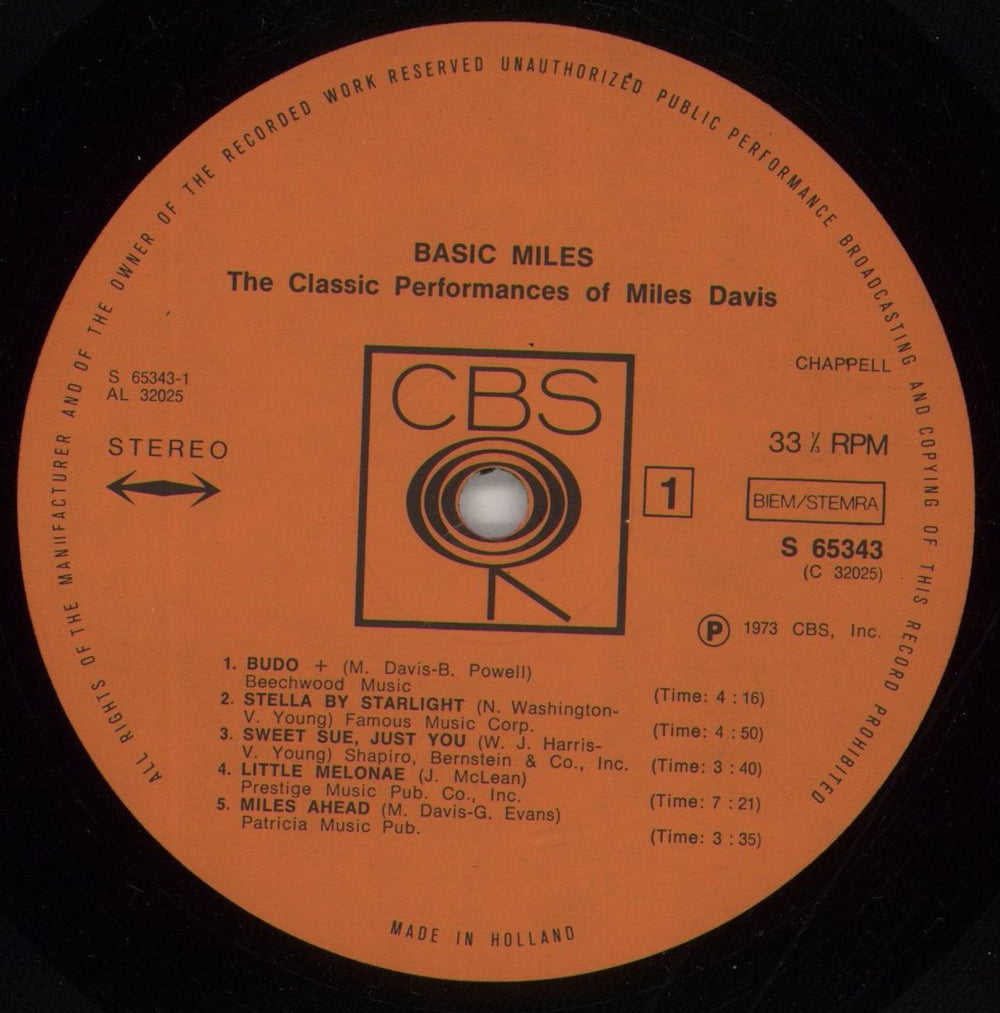 ALL RIGHTS OF THE MANUFACTURER AND OF THE OWNER OF THE RECORDED WORK RESERVED UNAUTHORIZED PUBLIC PERFORMANCE BROADCASTING AND COPYING OF THIS RECORD PROHIBITED
BASIC MILES
The Classic Performances of Miles Davis
S 65343-1
AL 32025
STEREO
CBS
1
CHAPPELL
33 ⅓ RPM
BIEM/STEMRA
S 65343
(C 32025)
Ⓟ 1973 CBS, Inc.
1. BUDO + (M. Davis-B. Powell)
Beechwood Music (Time: 4 : 16)
2. STELLA BY STARLIGHT (N. Washington-
V. Young) Famous Music Corp. (Time: 4 : 50)
3. SWEET SUE, JUST YOU (W. J. Harris-
V. Young) Shapiro, Bernstein & Co., Inc. (Time: 3 : 40)
4. LITTLE MELONAE (J. McLean)
Prestige Music Pub. Co., Inc. (Time: 7 : 21)
5. MILES AHEAD (M. Davis-G. Evans)
Patricia Music Pub. (Time: 3 : 35)
MADE IN HOLLAND